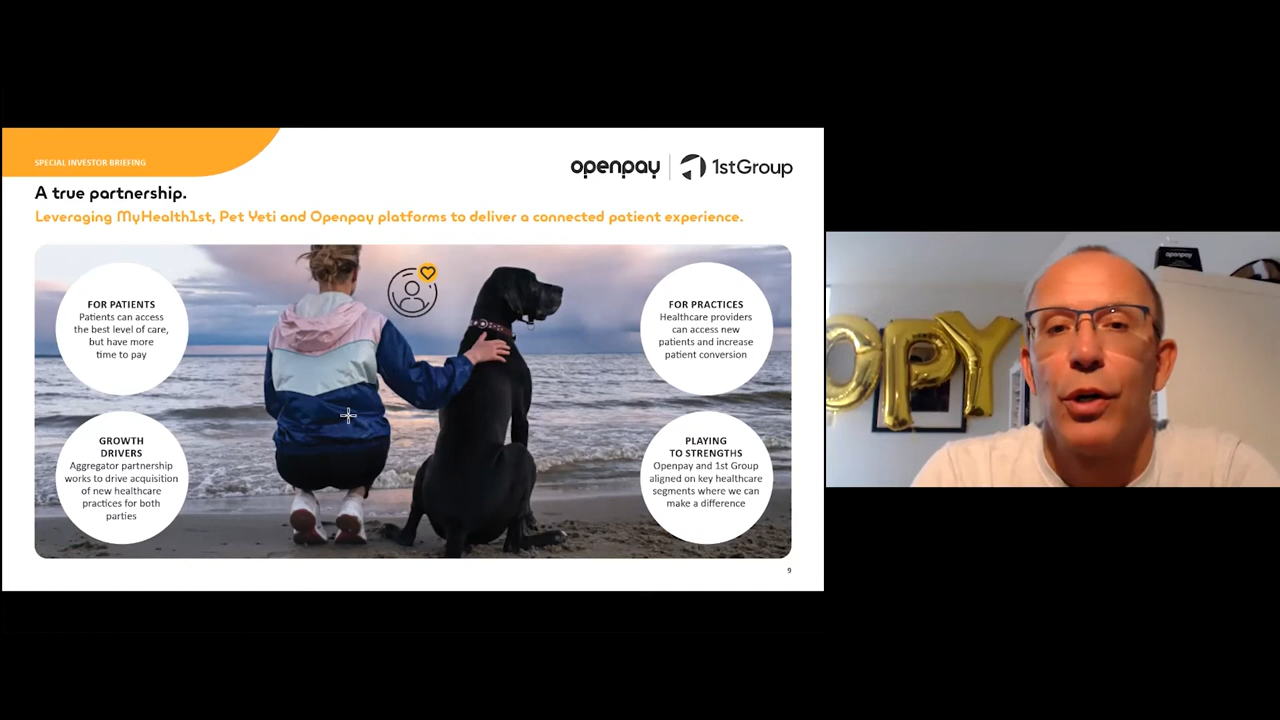 SPECIAL INVESTOR BRIEFING
openpay
1stGroup
A true partnership.
Leveraging MyHealth1st, Pet Yeti and Openpay platforms to deliver a connected patient experience.
FOR PATIENTS
Patients can access
the best level of care,
but have more
time to pay
FOR PRACTICES
Healthcare providers
can access new
patients and increase
patient conversion
GROWTH
DRIVERS
Aggregator partnership
works to drive acquisition
of new healthcare
practices for both
parties
PLAYING
TO STRENGTHS
Openpay and 1st Group
aligned on key healthcare
segments where we can
make a difference
9
OPY
openpay